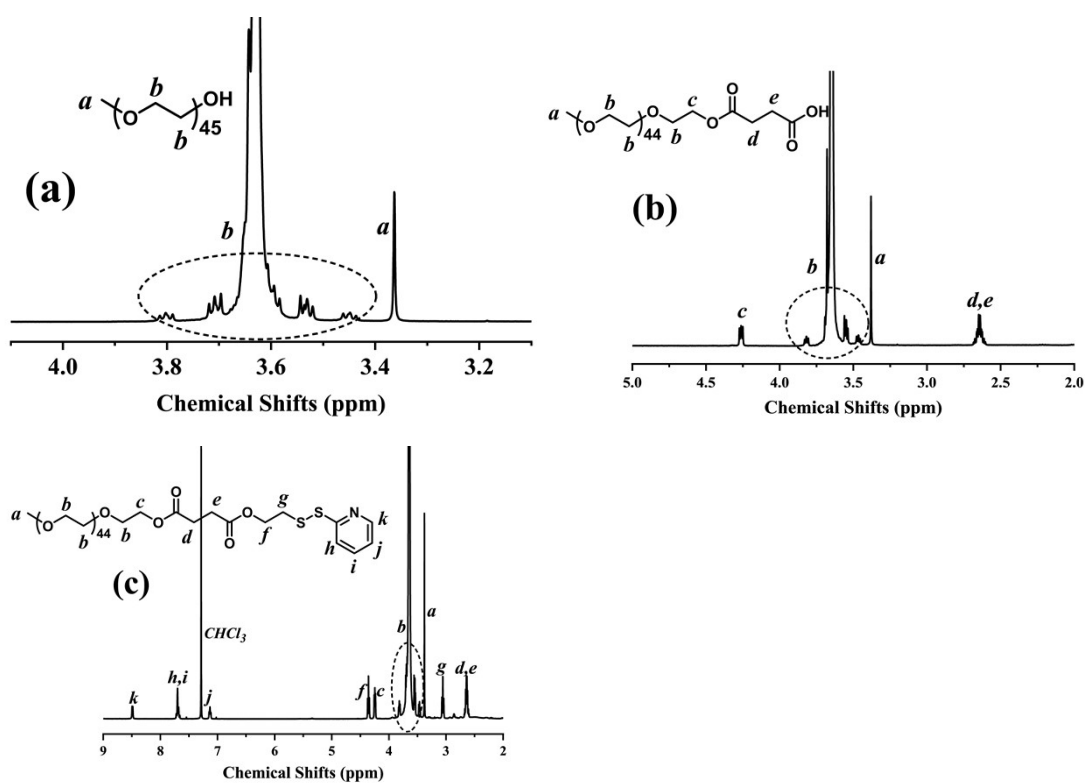 b
a
O
OH
45
b
(a)
b
a
4.0 3.8 3.6 3.4 3.2
Chemical Shifts (ppm)
b
a
O
44
b
O
b
c
O
O
d
e
O
OH
(b)
b
a
c
d,e
5.0 4.5 3.5 3.0 2.5 2.0
Chemical Shifts (ppm)
a
O
b
b
44
O
b
c
O
O
d
e
O
O
f
g
S
S
N
h
i
j
k
(c)
CHCl3
k
h,i
j
f
c
b
a
g
d,e
9 8 7 6 5 4 3 2
Chemical Shifts (ppm)